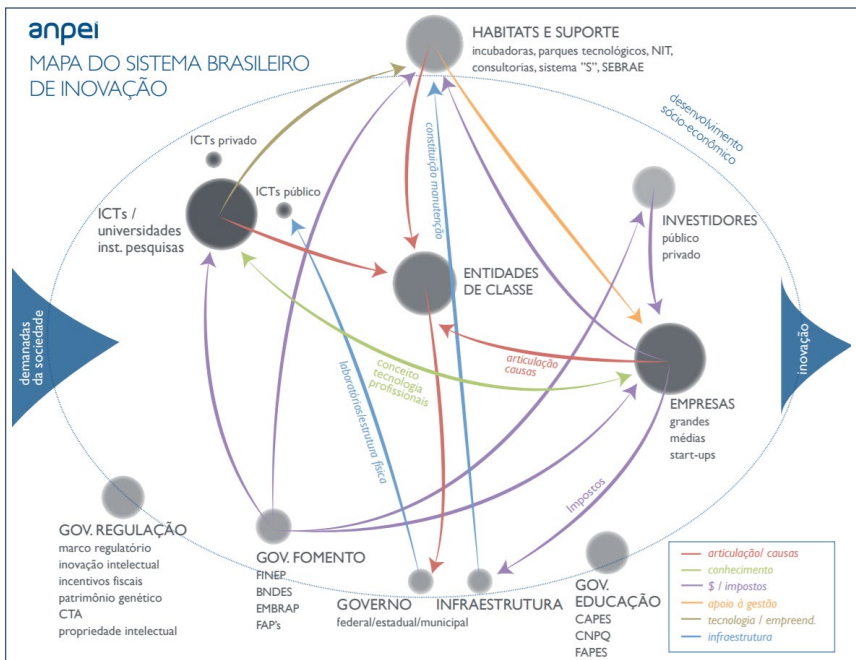 anpei
MAPA DO SISTEMA BRASILEIRO
DE INOVAÇÃO
HABITATS E SUPORTE
incubadoras, parques tecnológicos, NIT,
consultorias, sistema "S", SEBRAE
desenvolvimento
sócio-econômico
ICTs privado
ICTs público
ICTs /
universidades
inst. pesquisas
constituição manutenção
INVESTIDORES
público
privado
ENTIDADES
DE CLASSE
demanadas
da sociedade
inovação
articulação
causas
conceito
tecnologia
profissionais
laboratórios/estrutura física
EMPRESAS
grandes
médias
start-ups
Impostos
GOV. REGULAÇÃO
marco regulatório
inovação intelectual
incentivos fiscais
patrimônio genético
CTA
propriedade intelectual
GOV. FOMENTO
FINEP
BNDES
EMBRAP
FAP's
GOVERNO
federal/estadual/municipal
INFRAESTRUTURA
GOV.
EDUCAÇÃO
CAPES
CNPQ
FAPES
articulação/ causas
conhecimento
$ / impostos
apoio à gestão
tecnologia / empreend.
infraestrutura